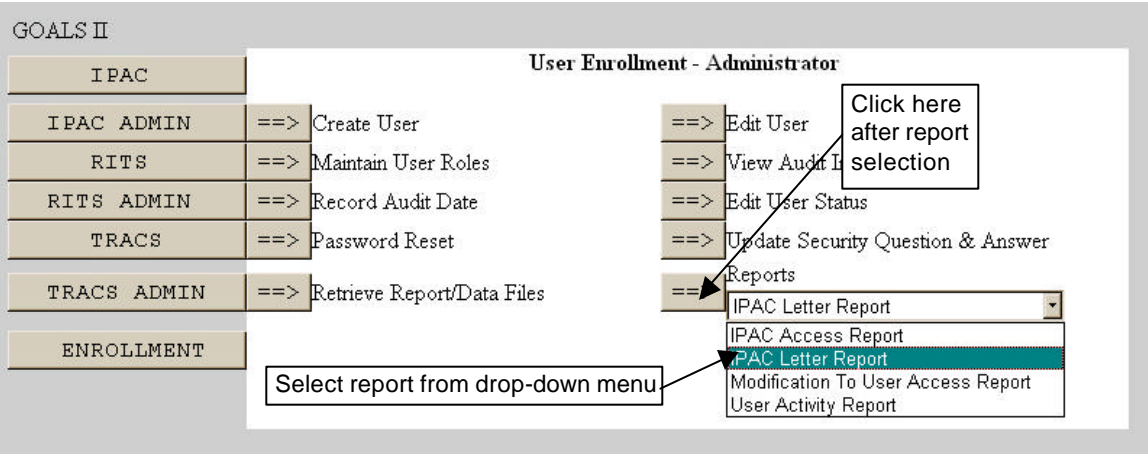 GOALS II
User Enrollment - Administrator
IPAC
IPAC ADMIN
==> Create User
==> Edit User
Click here
after report
selection
RITS
==> Maintain User Roles
==> View Audit I
RITS ADMIN
==> Record Audit Date
==> Edit User Status
TRACS
==> Password Reset
==> Update Security Question & Answer
TRACS ADMIN
==> Retrieve Report/Data Files
==> Reports
IPAC Letter Report
IPAC Access Report
IPAC Letter Report
Modification To User Access Report
User Activity Report
ENROLLMENT
Select report from drop-down menu